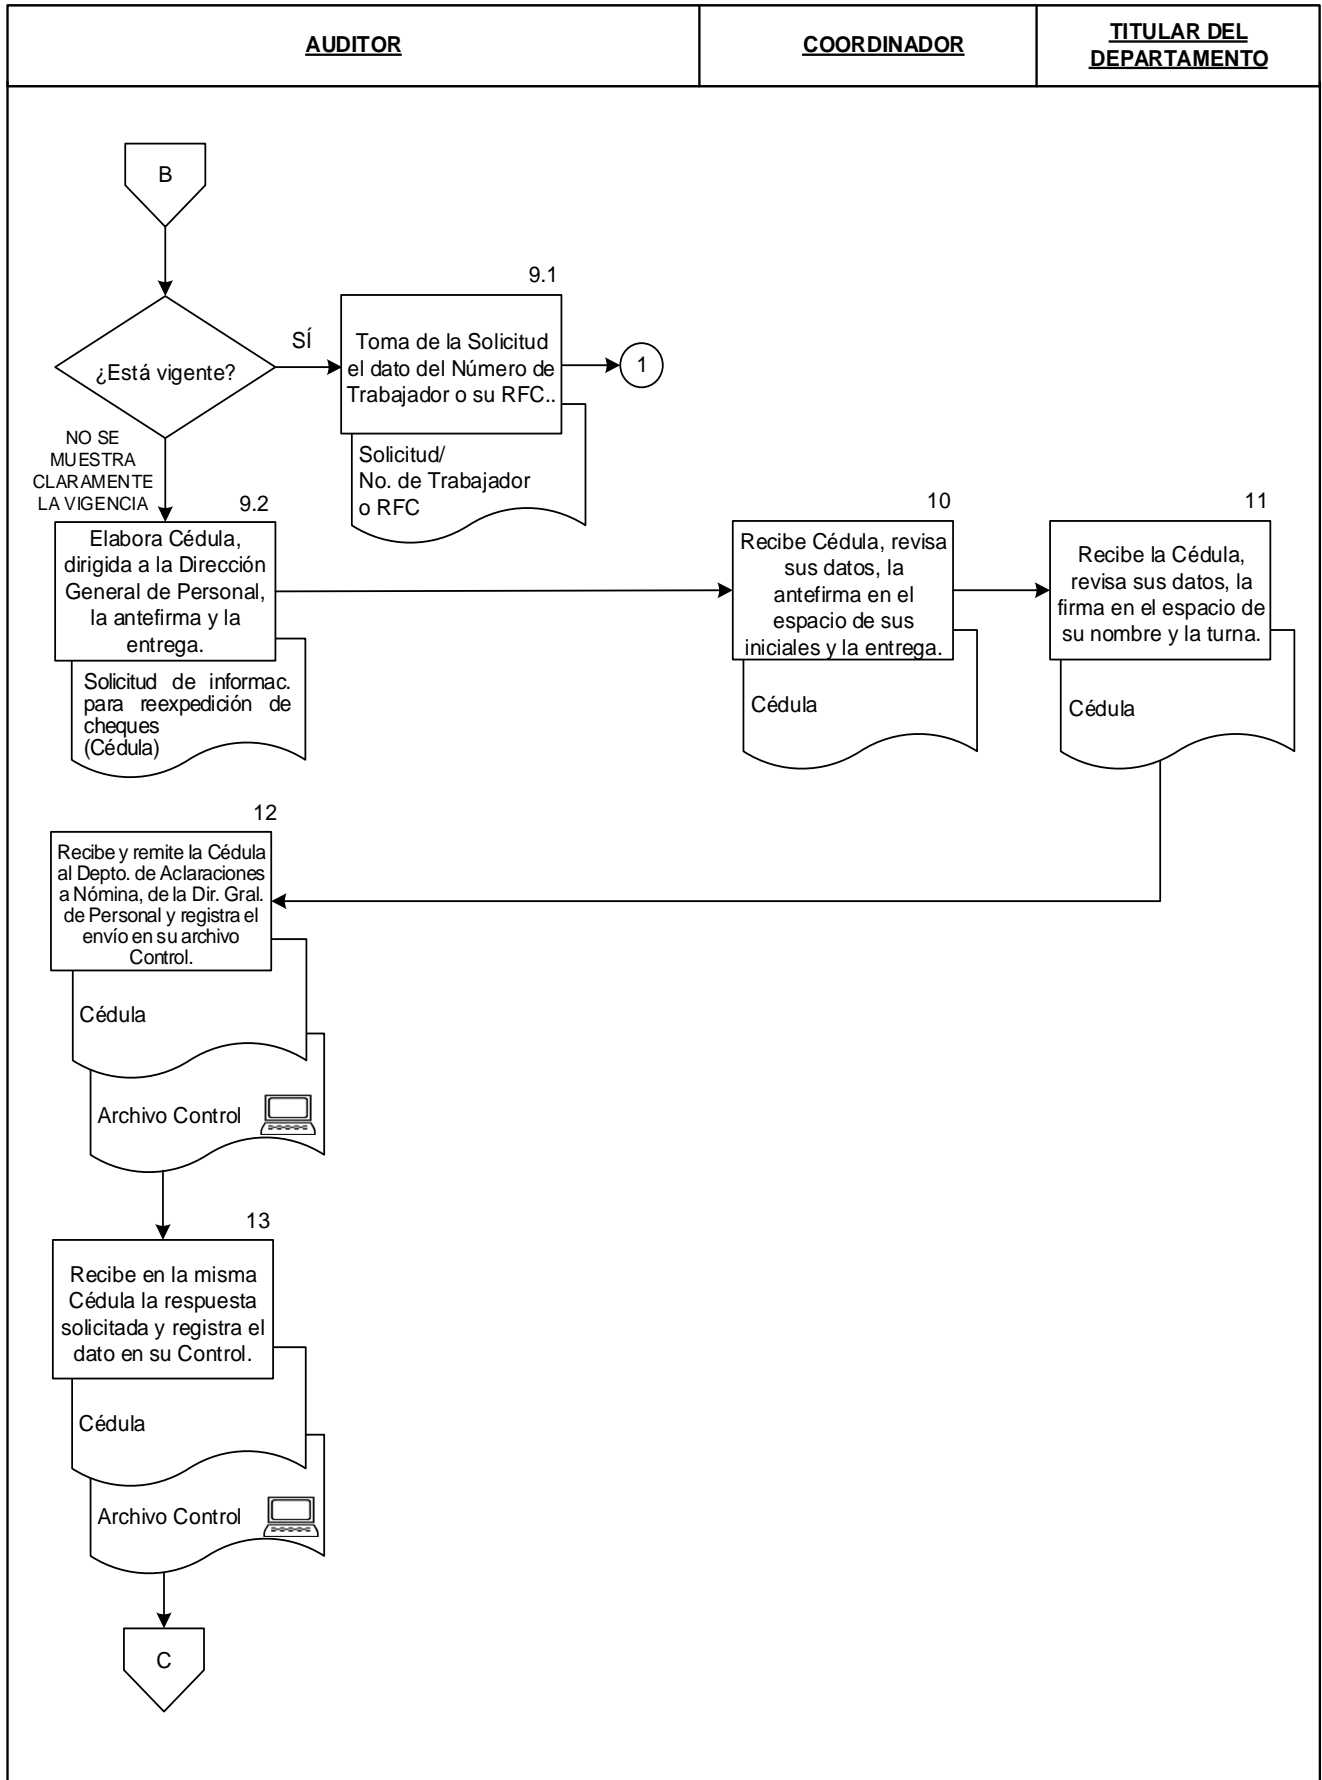 AUDITOR
COORDINADOR
TITULAR DEL
DEPARTAMENTO
B
¿Está vigente?
SÍ
9.1
Toma de la Solicitud
el dato del Número de
Trabajador o su RFC..
1
Solicitud/
No. de Trabajador
o RFC
NO SE
MUESTRA
CLARAMENTE
LA VIGENCIA
9.2
Elabora Cédula,
dirigida a la Dirección
General de Personal,
la antefirma y la
entrega.
Solicitud de informac.
para reexpedición de
cheques
(Cédula)
10
Recibe Cédula, revisa
sus datos, la
antefirma en el
espacio de sus
iniciales y la entrega.
Cédula
11
Recibe la Cédula,
revisa sus datos, la
firma en el espacio de
su nombre y la turna.
Cédula
12
Recibe y remite la Cédula
al Depto. de Aclaraciones
a Nómina, de la Dir. Gral.
de Personal y registra el
envío en su archivo
Control.
Cédula
Archivo Control
13
Recibe en la misma
Cédula la respuesta
solicitada y registra el
dato en su Control.
Cédula
Archivo Control
C